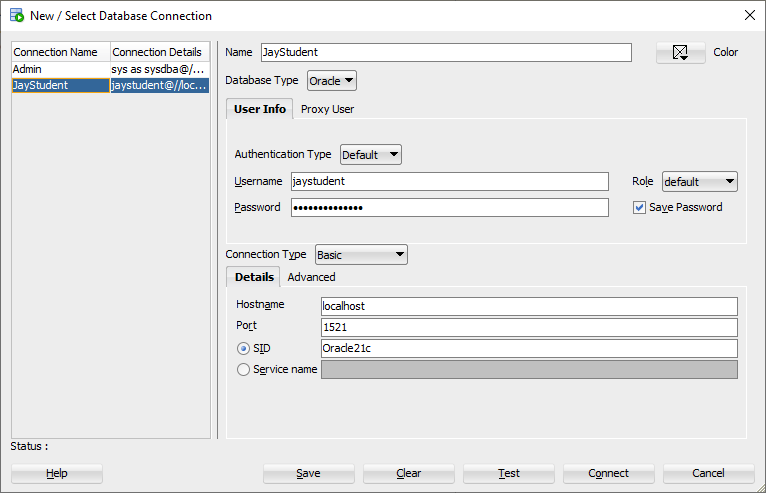 New / Select Database Connection
Connection Name Connection Details
Admin sys as sysdba@/...
JayStudent jaystudent@//loc...
Name JayStudent Color
Database Type Oracle
User Info Proxy User
Authentication Type Default
Username jaystudent Role default
Password •••••••••••••• Save Password
Connection Type Basic
Details Advanced
Hostname localhost
Port 1521
SID Oracle21c
Service name
Status :
Help Save Clear Test Connect Cancel